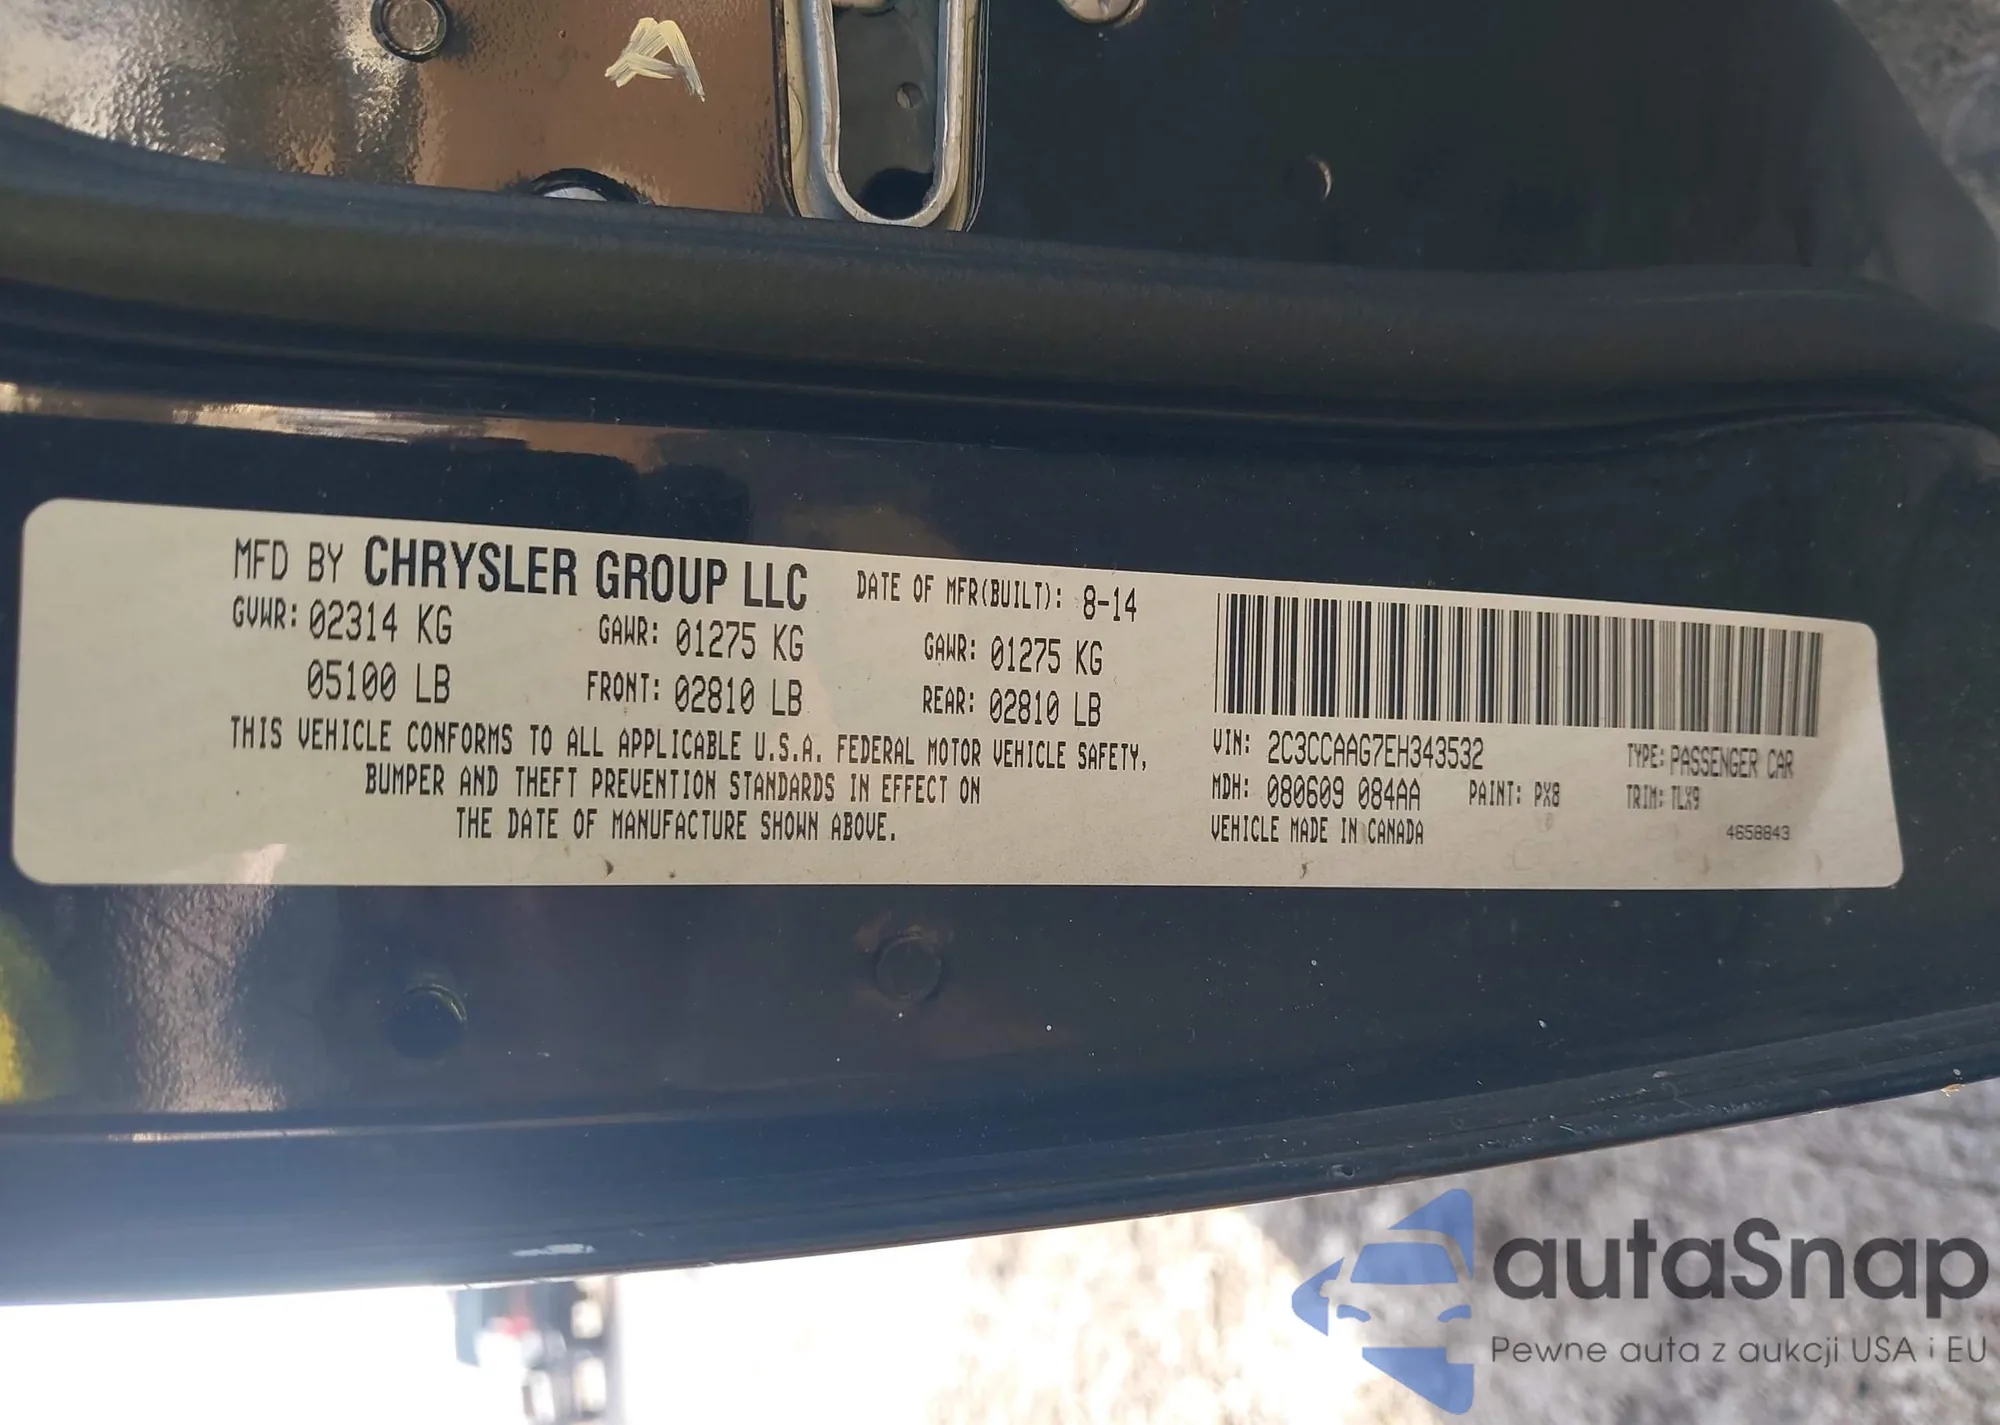 A
MFD BY CHRYSLER GROUP LLC
DATE OF MFR(BUILT): 8-14
GVWR: 02314 KG
GAWR: 01275 KG
GAWR: 01275 KG
05100 LB
FRONT: 02810 LB
REAR: 02810 LB
THIS VEHICLE CONFORMS TO ALL APPLICABLE U.S.A. FEDERAL MOTOR VEHICLE SAFETY,
BUMPER AND THEFT PREVENTION STANDARDS IN EFFECT ON
THE DATE OF MANUFACTURE SHOWN ABOVE.
VIN: 2C3CCAAG7EH343532
TYPE: PASSENGER CAR
MDH: 080609 084AA
PAINT: PX8
TRIM: TLX9
VEHICLE MADE IN CANADA
4658843
autaSnap
Pewne auta z aukcji USA i EU